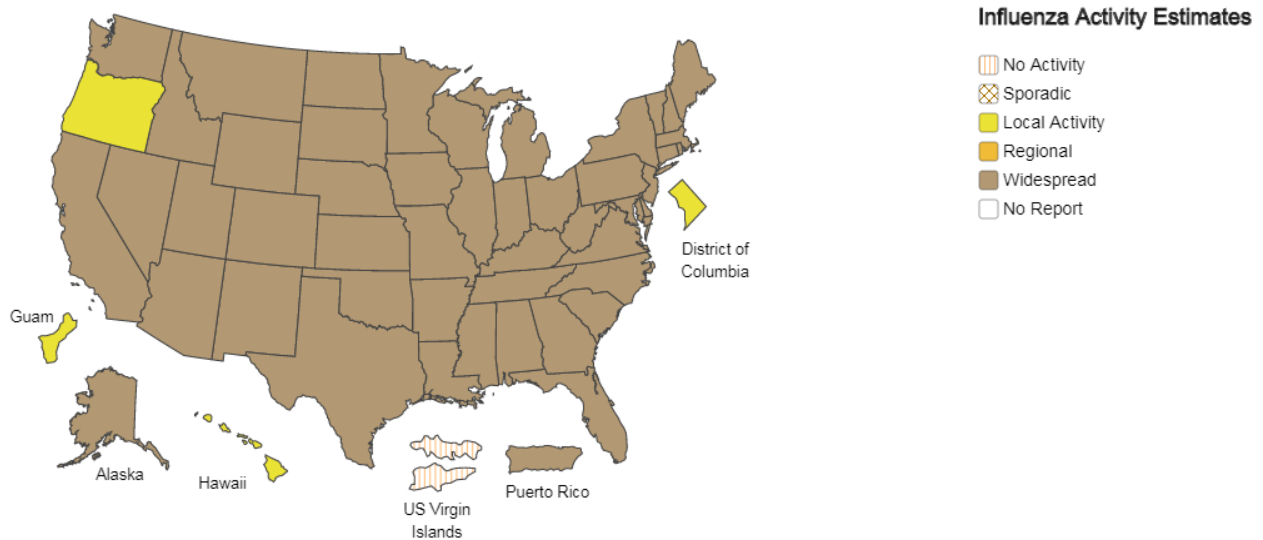 Influenza Activity Estimates
No Activity
Sporadic
Local Activity
Regional
Widespread
No Report
District of
Columbia
Guam
Alaska
Hawaii
US Virgin
Islands
Puerto Rico